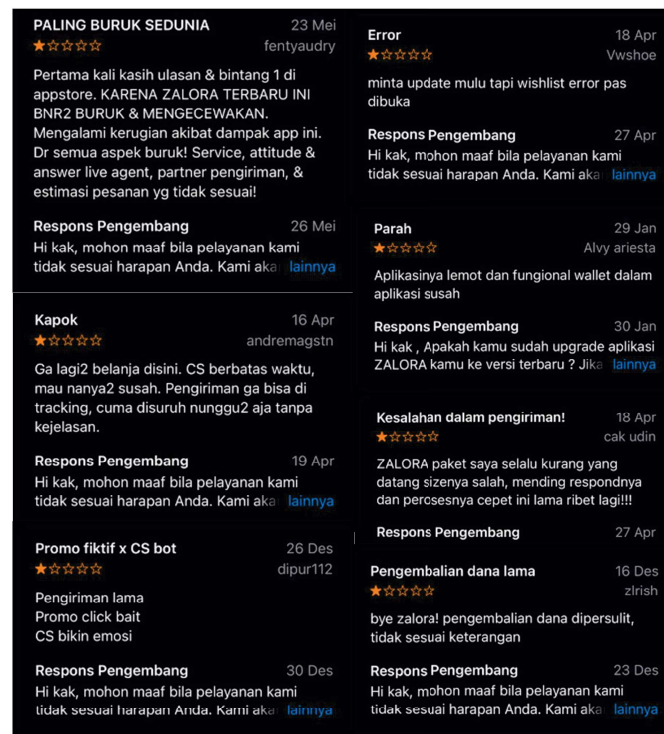 PALING BURUK SEDUNIA 23 Mei
fentyaudry
Pertama kali kasih ulasan & bintang 1 di
appstore. KARENA ZALORA TERBARU INI
BNR2 BURUK & MENGECEWAKAN.
Mengalami kerugian akibat dampak app ini.
Dr semua aspek buruk! Service, attitude &
answer live agent, partner pengiriman, &
estimasi pesanan yg tidak sesuai!
Respons Pengembang 26 Mei
Hi kak, mohon maaf bila pelayanan kami
tidak sesuai harapan Anda. Kami aka lainnya
Kapok 16 Apr
andremagstn
Ga lagi2 belanja disini. CS berbatas waktu,
mau nanya2 susah. Pengiriman ga bisa di
tracking, cuma disuruh nunggu2 aja tanpa
kejelasan.
Respons Pengembang 19 Apr
Hi kak, mohon maaf bila pelayanan kami
tidak sesuai harapan Anda. Kami aka lainnya
Promo fiktif x CS bot 26 Des
dipur112
Pengiriman lama
Promo click bait
CS bikin emosi
Respons Pengembang 30 Des
Hi kak, mohon maaf bila pelayanan kami
tidak sesuai harapan Anda. Kami aka lainnya
Error 18 Apr
Vwshoe
minta update mulu tapi wishlist error pas
dibuka
Respons Pengembang 27 Apr
Hi kak, mohon maaf bila pelayanan kami
tidak sesuai harapan Anda. Kami aka lainnya
Parah 29 Jan
Alvy ariesta
Aplikasinya lemot dan fungional wallet dalam
aplikasi susah
Respons Pengembang 30 Jan
Hi kak , Apakah kamu sudah upgrade aplikasi
ZALORA kamu ke versi terbaru ? Jika lainnya
Kesalahan dalam pengiriman! 18 Apr
cak udin
ZALORA paket saya selalu kurang yang
datang sizenya salah, mending respondnya
dan perosesnya cepet ini lama ribet lagi!!!
Respons Pengembang 27 Apr
Pengembalian dana lama 16 Des
zlrish
bye zalora! pengembalian dana dipersulit,
tidak sesuai keterangan
Respons Pengembang 23 Des
Hi kak, mohon maaf bila pelayanan kami
tidak sesuai harapan Anda. Kami aka lainnya